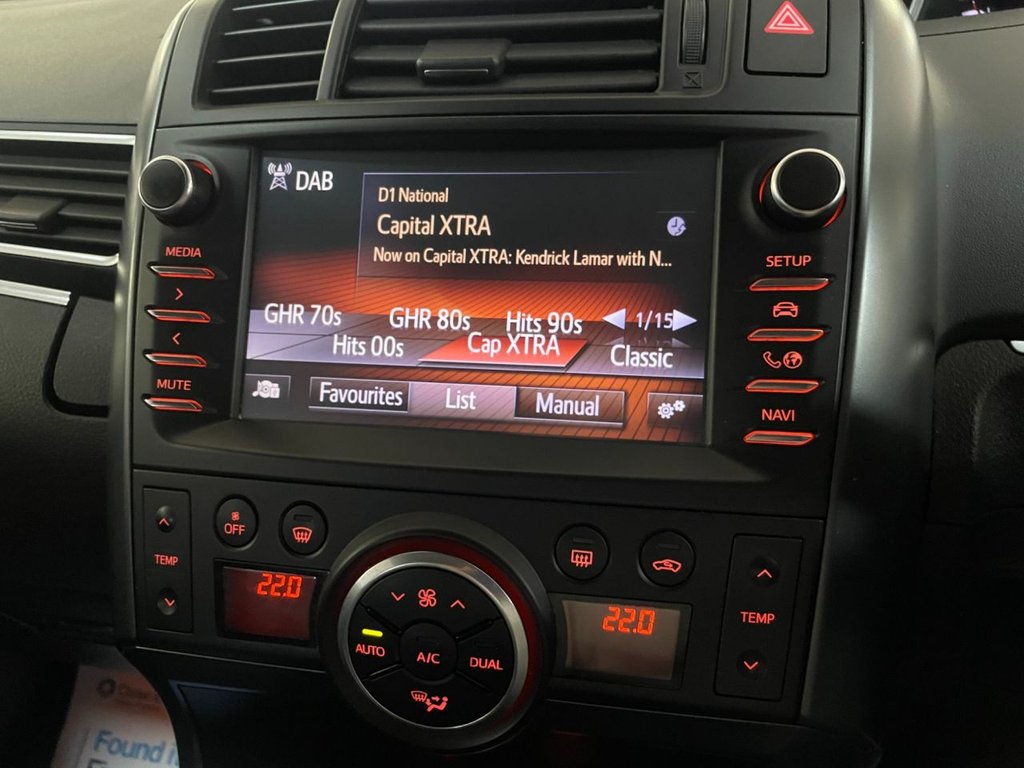 DAB
D1 National
Capital XTRA
Now on Capital XTRA: Kendrick Lamar with N...
GHR 70s GHR 80s Hits 90s 1/15
Hits 00s Cap XTRA Classic
Favourites List Manual
MEDIA
MUTE
SETUP
NAVI
OFF
TEMP
22.0
AUTO
A/C
DUAL
22.0
TEMP
Found it